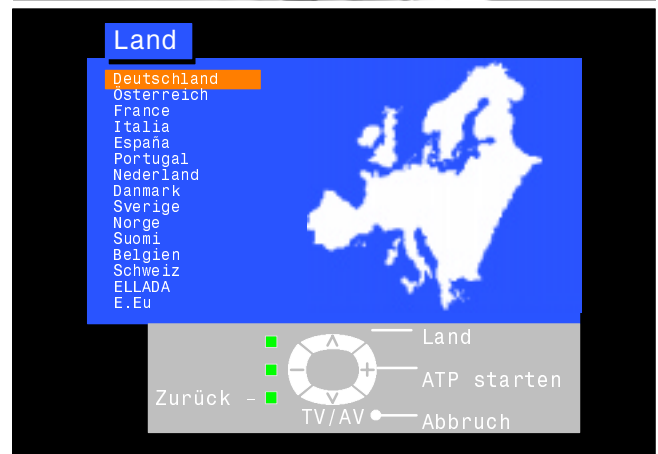 Land
Deutschland
Österreich
France
Italia
España
Portugal
Nederland
Danmark
Sverige
Norge
Suomi
Belgien
Schweiz
ELLADA
E.Eu
Land
ATP starten
Zurück -
TV/AV
Abbruch